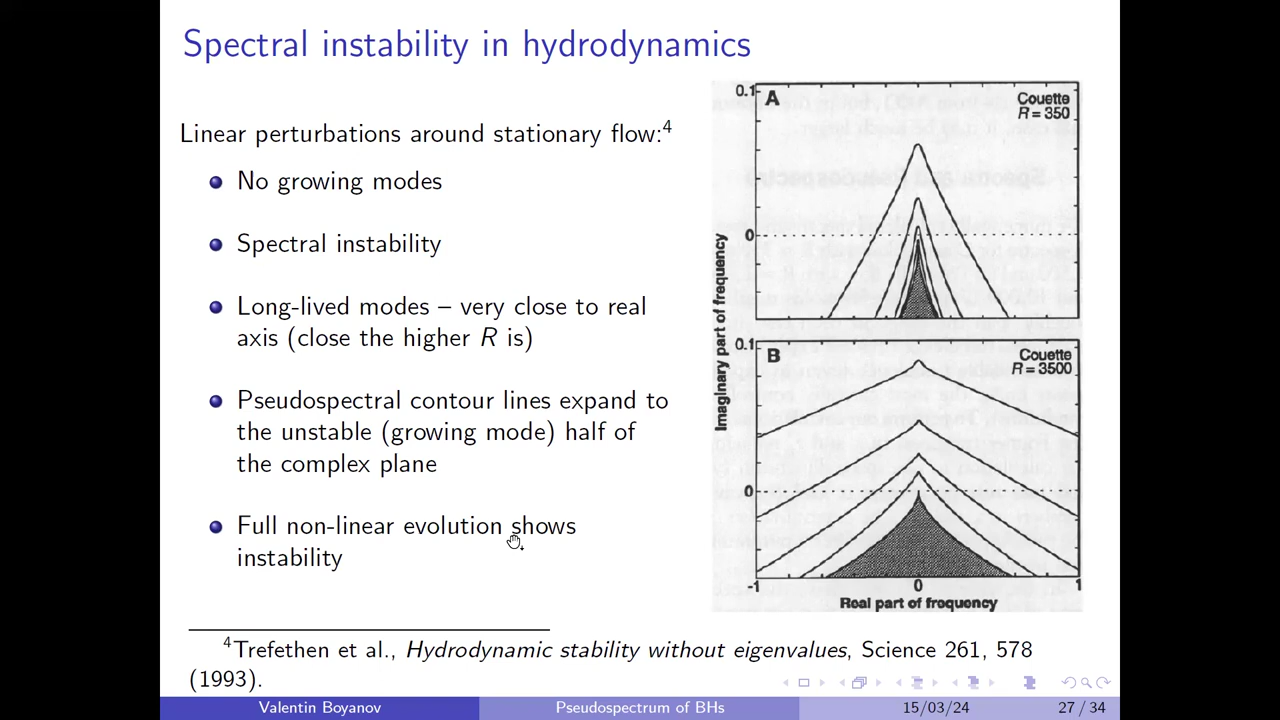 Spectral instability in hydrodynamics
Linear perturbations around stationary flow:4
No growing modes
Spectral instability
Long-lived modes – very close to real
axis (close the higher R is)
Pseudospectral contour lines expand to
the unstable (growing mode) half of
the complex plane
Full non-linear evolution shows
instability
0.1
A
Couette
R = 350
0
Imaginary part of frequency
0.1
B
Couette
R = 3500
0
-1
0
1
Real part of frequency
4Trefethen et al., Hydrodynamic stability without eigenvalues, Science 261, 578
(1993).
Valentin Boyanov
Pseudospectrum of BHs
15/03/24
27 / 34